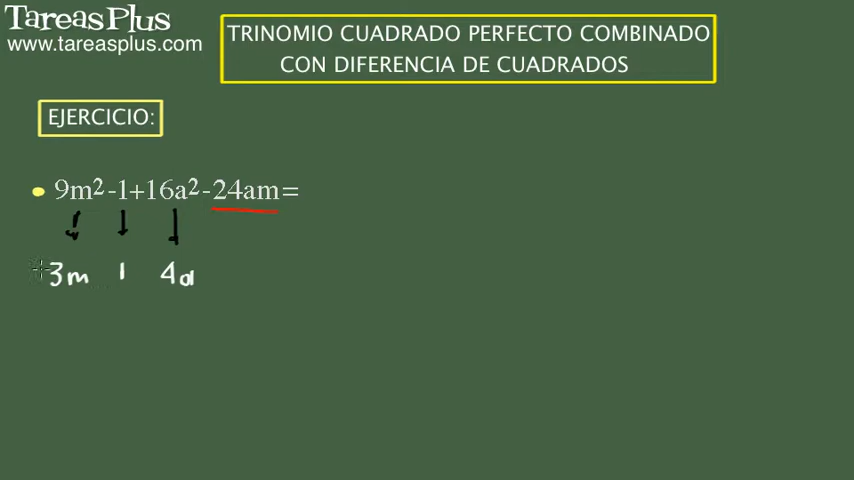 TareasPlus
www.tareasplus.com
TRINOMIO CUADRADO PERFECTO COMBINADO
CON DIFERENCIA DE CUADRADOS
EJERCICIO:
9m²-1+16a²-24am=
3m 1 4a